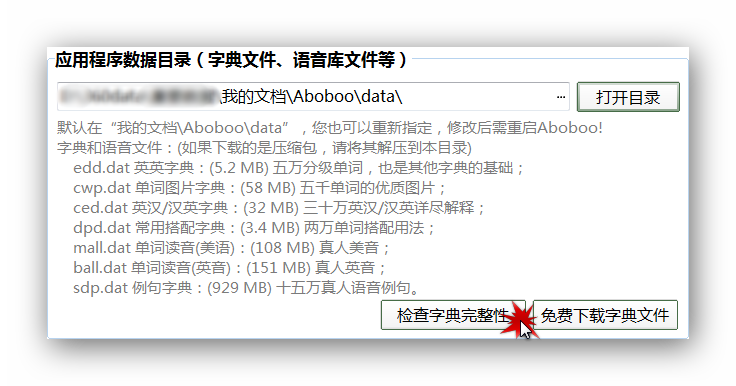 应用程序数据目录（字典文件、语音库文件等）
\我的文档\Aboboo\data\ ... 打开目录
默认在“我的文档\Aboboo\data”，您也可以重新指定，修改后需重启Aboboo!
字典和语音文件：(如果下载的是压缩包，请将其解压到本目录)
edd.dat 英英字典：(5.2 MB) 五万分级单词，也是其他字典的基础；
cwp.dat 单词图片字典：(58 MB) 五千单词的优质图片；
ced.dat 英汉/汉英字典：(32 MB) 三十万英汉/汉英详尽解释；
dpd.dat 常用搭配字典：(3.4 MB) 两万单词搭配用法；
mall.dat 单词读音(美语)：(108 MB) 真人美音；
ball.dat 单词读音(英音)：(151 MB) 真人英音；
sdp.dat 例句字典：(929 MB) 十五万真人语音例句。
检查字典完整性 免费下载字典文件